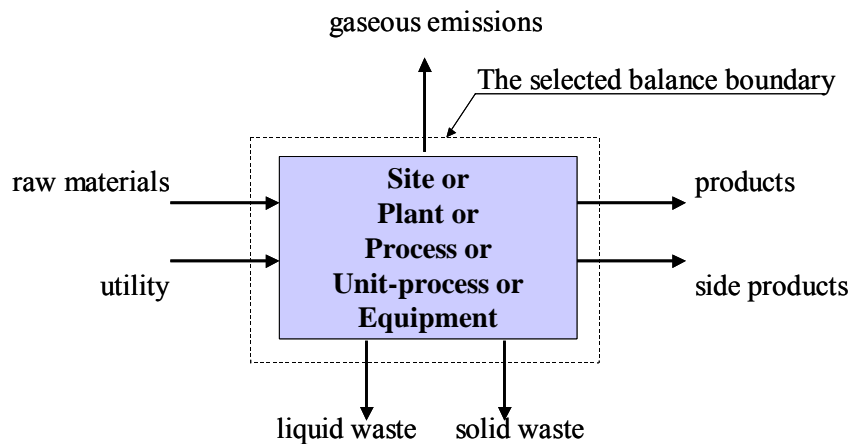 gaseous emissions
The selected balance boundary
raw materials
utility
Site or
Plant or
Process or
Unit-process or
Equipment
products
side products
liquid waste
solid waste